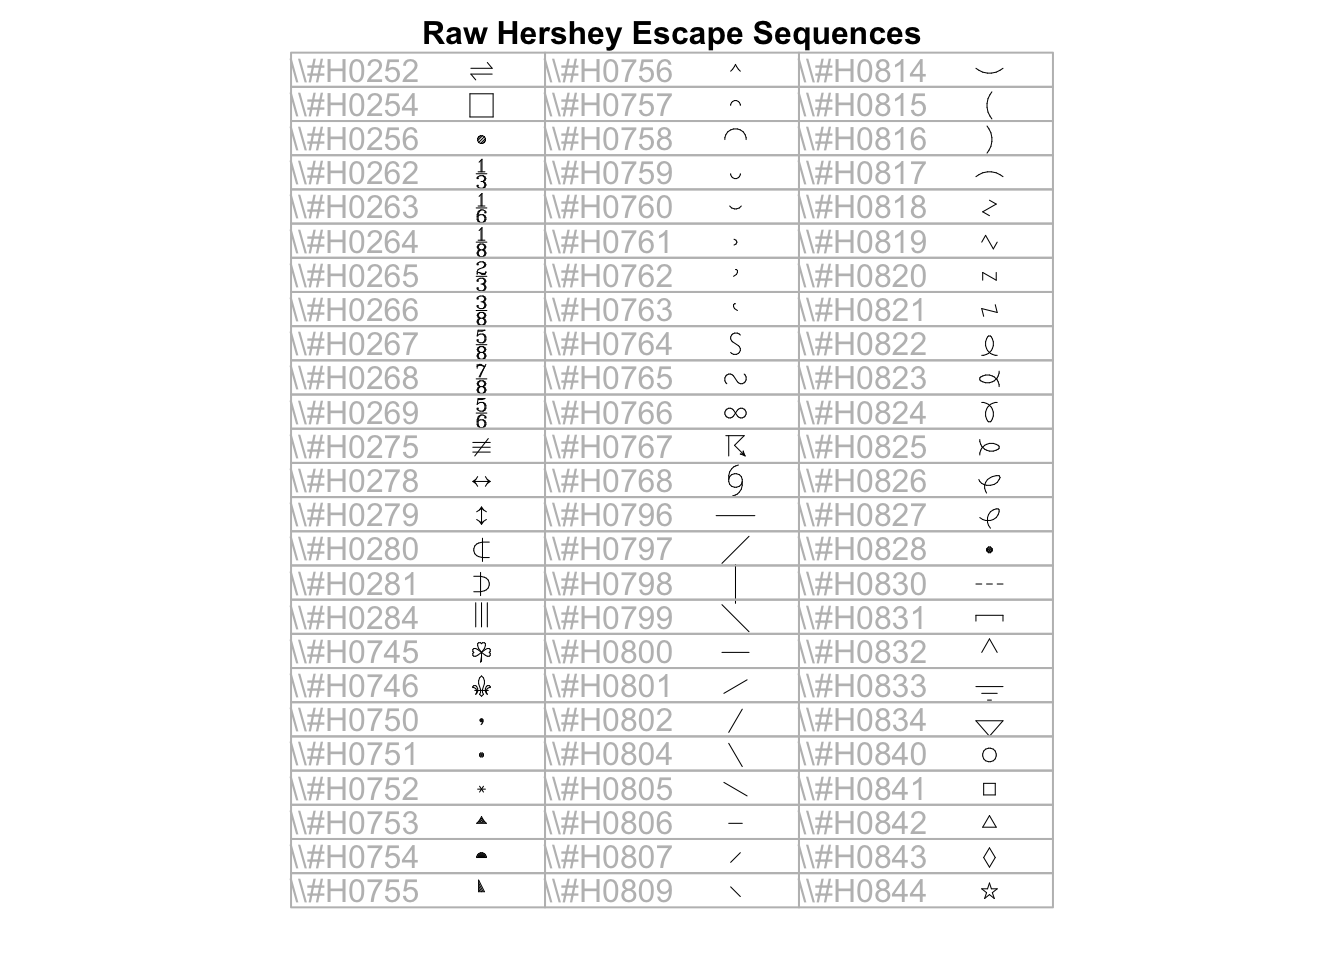 Raw Hershey Escape Sequences
\\#H0252 ⇌ \\#H0756 ^ \\#H0814
\\#H0254 □ \\#H0757 \\#H0815 (
\\#H0256 \\#H0758 \\#H0816 )
\\#H0262 1/3 \\#H0759 \\#H0817
\\#H0263 1/6 \\#H0760 \\#H0818
\\#H0264 1/8 \\#H0761 \\#H0819
\\#H0265 2/3 \\#H0762 \\#H0820
\\#H0266 3/8 \\#H0763 \\#H0821
\\#H0267 5/8 \\#H0764 S \\#H0822
\\#H0268 7/8 \\#H0765 ∾ \\#H0823
\\#H0269 5/6 \\#H0766 ∞ \\#H0824
\\#H0275 ≢ \\#H0767 \\#H0825
\\#H0278 ↔ \\#H0768 \\#H0826
\\#H0279 ↕ \\#H0796 — \\#H0827
\\#H0280 \\#H0797 / \\#H0828 •
\\#H0281 \\#H0798 | \\#H0830 ---
\\#H0284 ||| \\#H0799 \ \\#H0831
\\#H0745 ☘ \\#H0800 — \\#H0832 ^
\\#H0746 ⚜ \\#H0801 / \\#H0833
\\#H0750 , \\#H0802 / \\#H0834 ▽
\\#H0751 • \\#H0804 \ \\#H0840 ○
\\#H0752 * \\#H0805 \ \\#H0841 □
\\#H0753 ▲ \\#H0806 – \\#H0842 △
\\#H0754 \\#H0807 / \\#H0843 ◊
\\#H0755 \\#H0809 \ \\#H0844 ☆